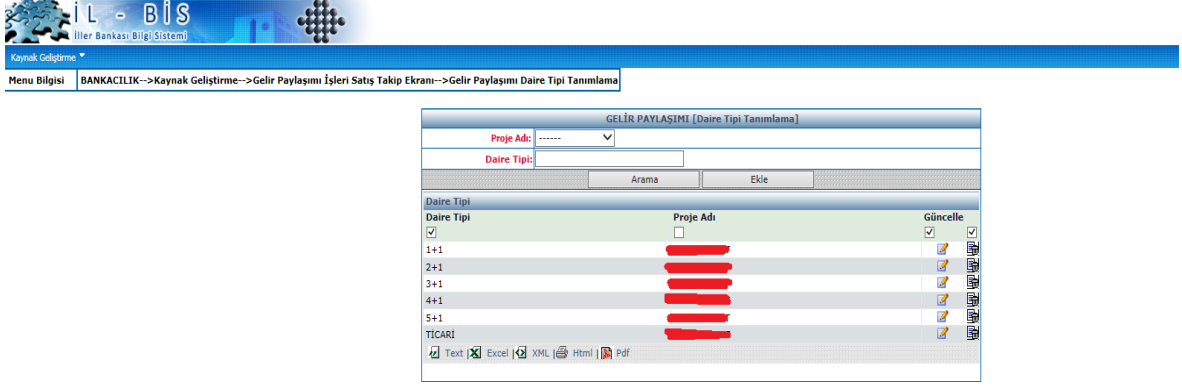 İL - BİS
İller Bankası Bilgi Sistemi
Kaynak Geliştirme
Menu Bilgisi BANKACILIK-->Kaynak Geliştirme-->Gelir Paylaşımı İşleri Satış Takip Ekranı-->Gelir Paylaşımı Daire Tipi Tanımlama
GELİR PAYLAŞIMI [Daire Tipi Tanımlama]
Proje Adı: ------
Daire Tipi:
Arama Ekle
Daire Tipi
Daire Tipi Proje Adı Güncelle
1+1
2+1
3+1
4+1
5+1
TİCARİ
Text | Excel | XML | Html | Pdf